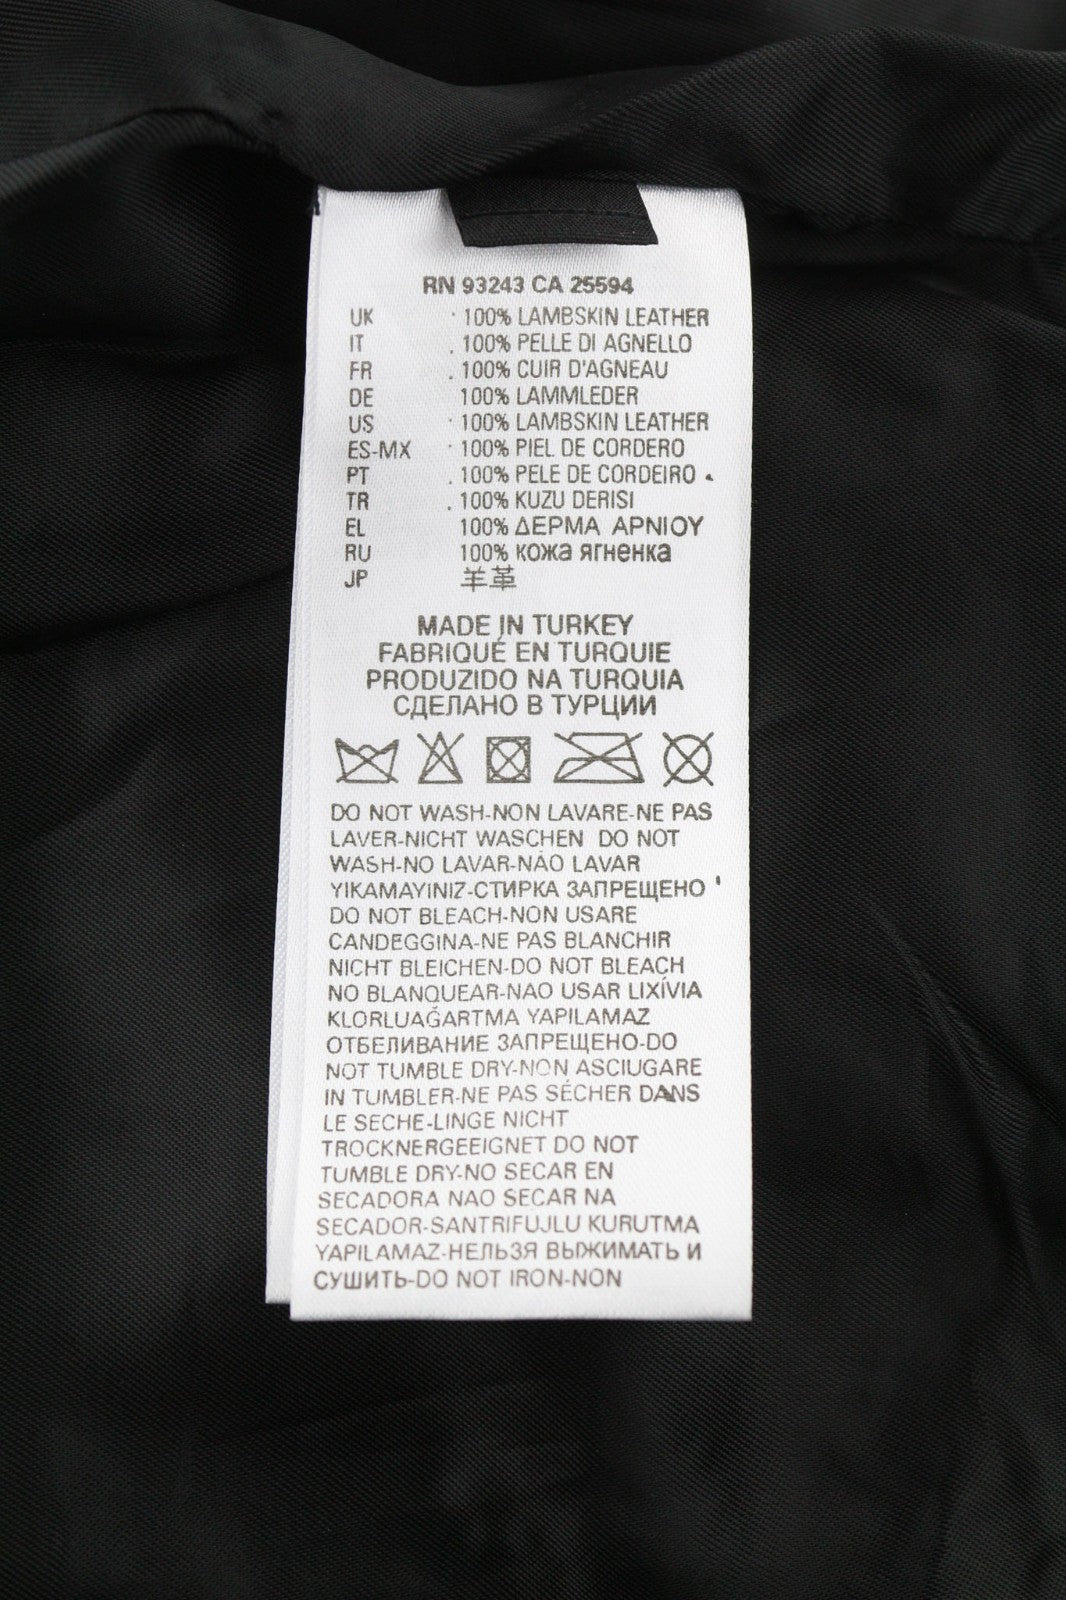 RN 93243 CA 25594
UK 100% LAMBSKIN LEATHER
IT 100% PELLE DI AGNELLO
FR 100% CUIR D'AGNEAU
DE 100% LAMMLEDER
US 100% LAMBSKIN LEATHER
ES-MX 100% PIEL DE CORDERO
PT 100% PELE DE CORDEIRO
TR 100% KUZU DERISI
EL 100% ΔΕΡΜΑ ΑΡΝΙΟΥ
RU 100% кожа ягненка
JP 羊革
MADE IN TURKEY
FABRIQUÉ EN TURQUIE
PRODUZIDO NA TURQUIA
СДЕЛАНО В ТУРЦИИ
DO NOT WASH-NON LAVARE-NE PAS
LAVER-NICHT WASCHEN DO NOT
WASH-NO LAVAR-NÃO LAVAR
YIKAMAYINIZ-СТИРКА ЗАПРЕЩЕНО
DO NOT BLEACH-NON USARE
CANDEGGINA-NE PAS BLANCHIR
NICHT BLEICHEN-DO NOT BLEACH
NO BLANQUEAR-NAO USAR LIXÍVIA
KLORLUAĞARTMA YAPILAMAZ
ОТБЕЛИВАНИЕ ЗАПРЕЩЕНО-DO
NOT TUMBLE DRY-NON ASCIUGARE
IN TUMBLER-NE PAS SÉCHER DANS
LE SECHE-LINGE NICHT
TROCKNERGEEIGNET DO NOT
TUMBLE DRY-NO SECAR EN
SECADORA NAO SECAR NA
SECADOR-SANTRIFUJLU KURUTMA
YAPILAMAZ-НЕЛЬЗЯ ВЫЖИМАТЬ И
СУШИТЬ-DO NOT IRON-NON